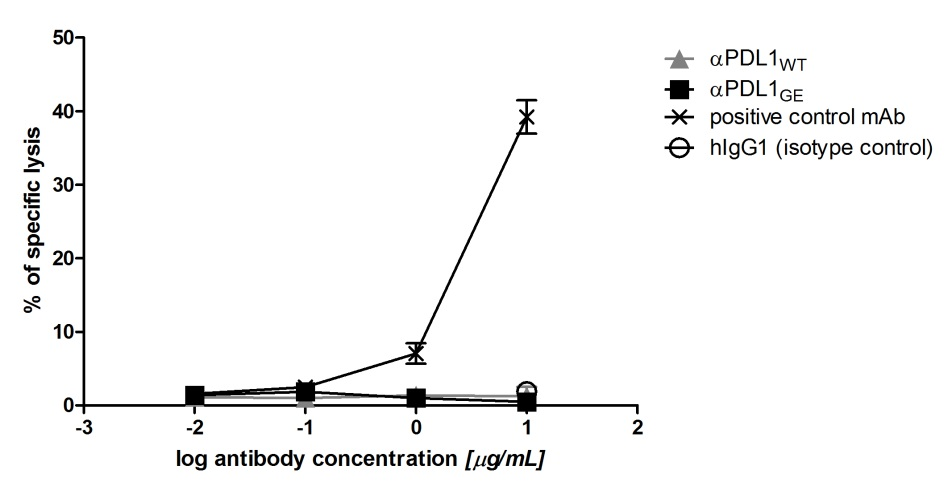 50
40
30
20
10
0
% of specific lysis
-3 -2 -1 0 1 2
log antibody concentration [μg/mL]
αPDL1WT
αPDL1GE
positive control mAb
hIgG1 (isotype control)